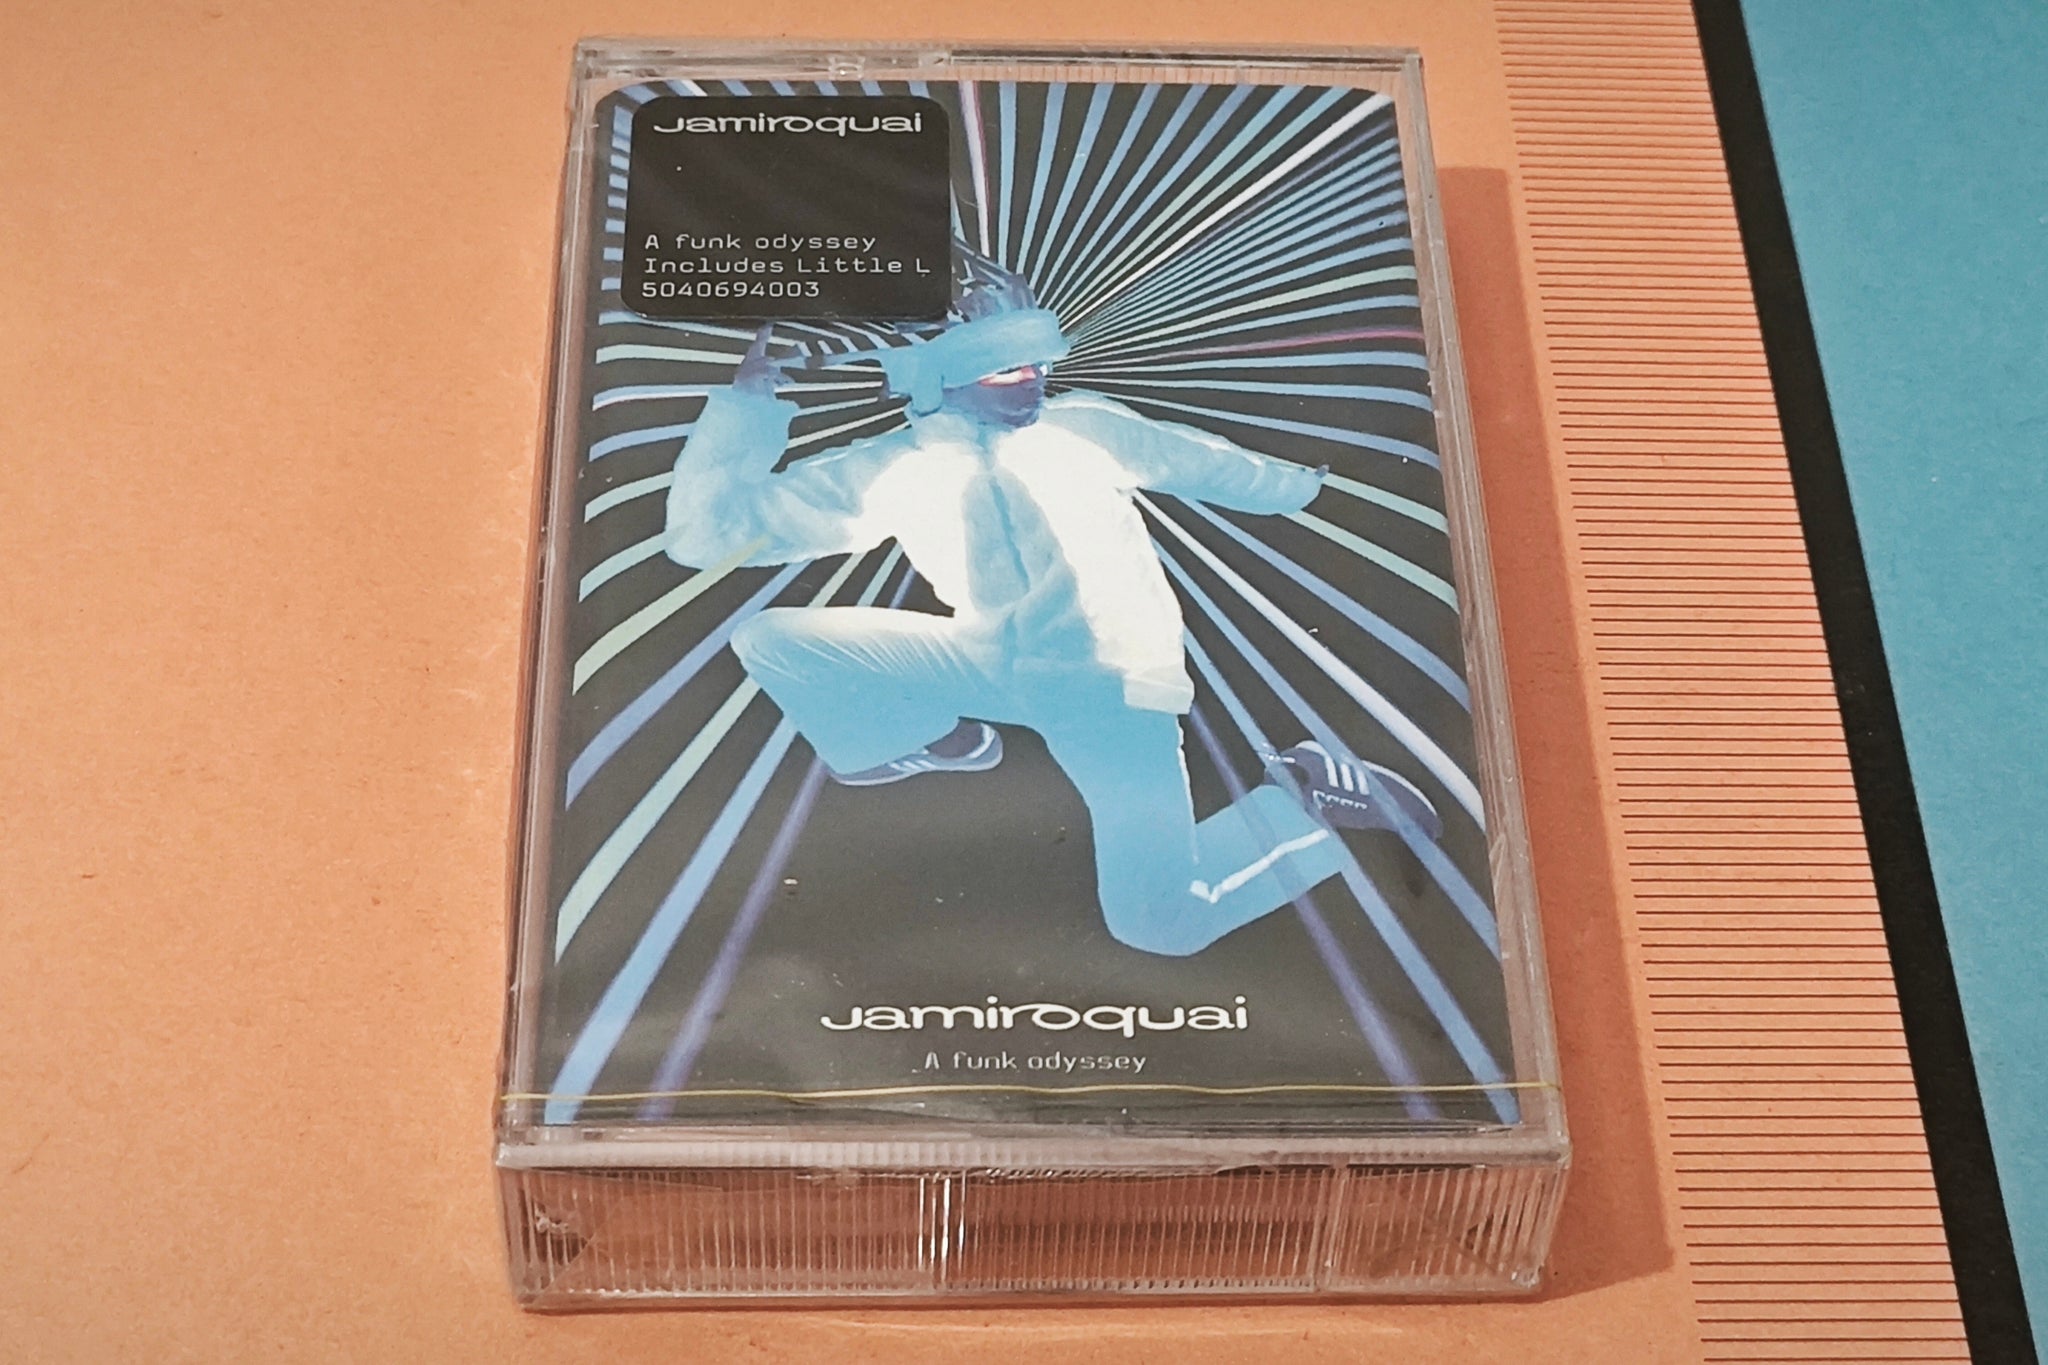 Jamiroquai
A funk odyssey
Includes Little L
5040694003
Jamiroquai
A funk odyssey